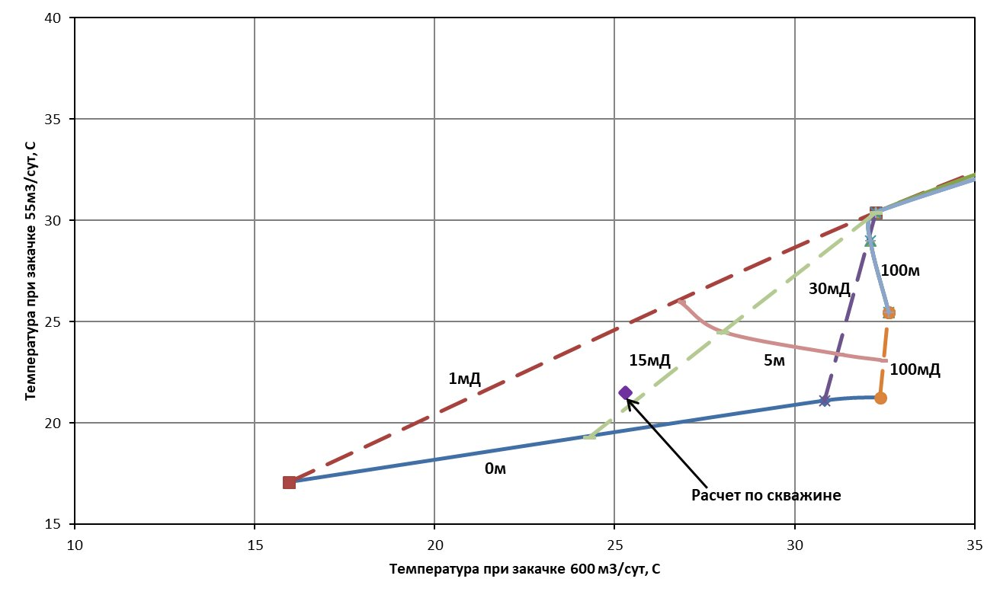 40
35
30
25
20
15
Температура при закачке 55м3/сут, С
100м
30мД
15мД
5м
100мД
1мД
0м
Расчет по скважине
10
15
20
25
30
35
Температура при закачке 600 м3/сут, С